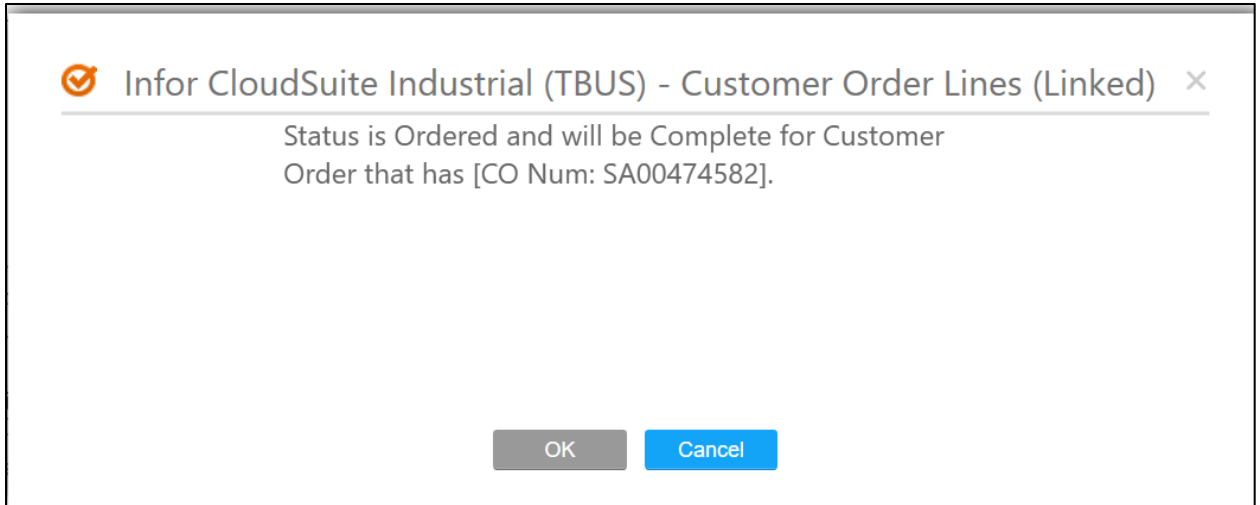 Infor CloudSuite Industrial (TBUS) - Customer Order Lines (Linked)
Status is Ordered and will be Complete for Customer
Order that has [CO Num: SA00474582].
OK
Cancel